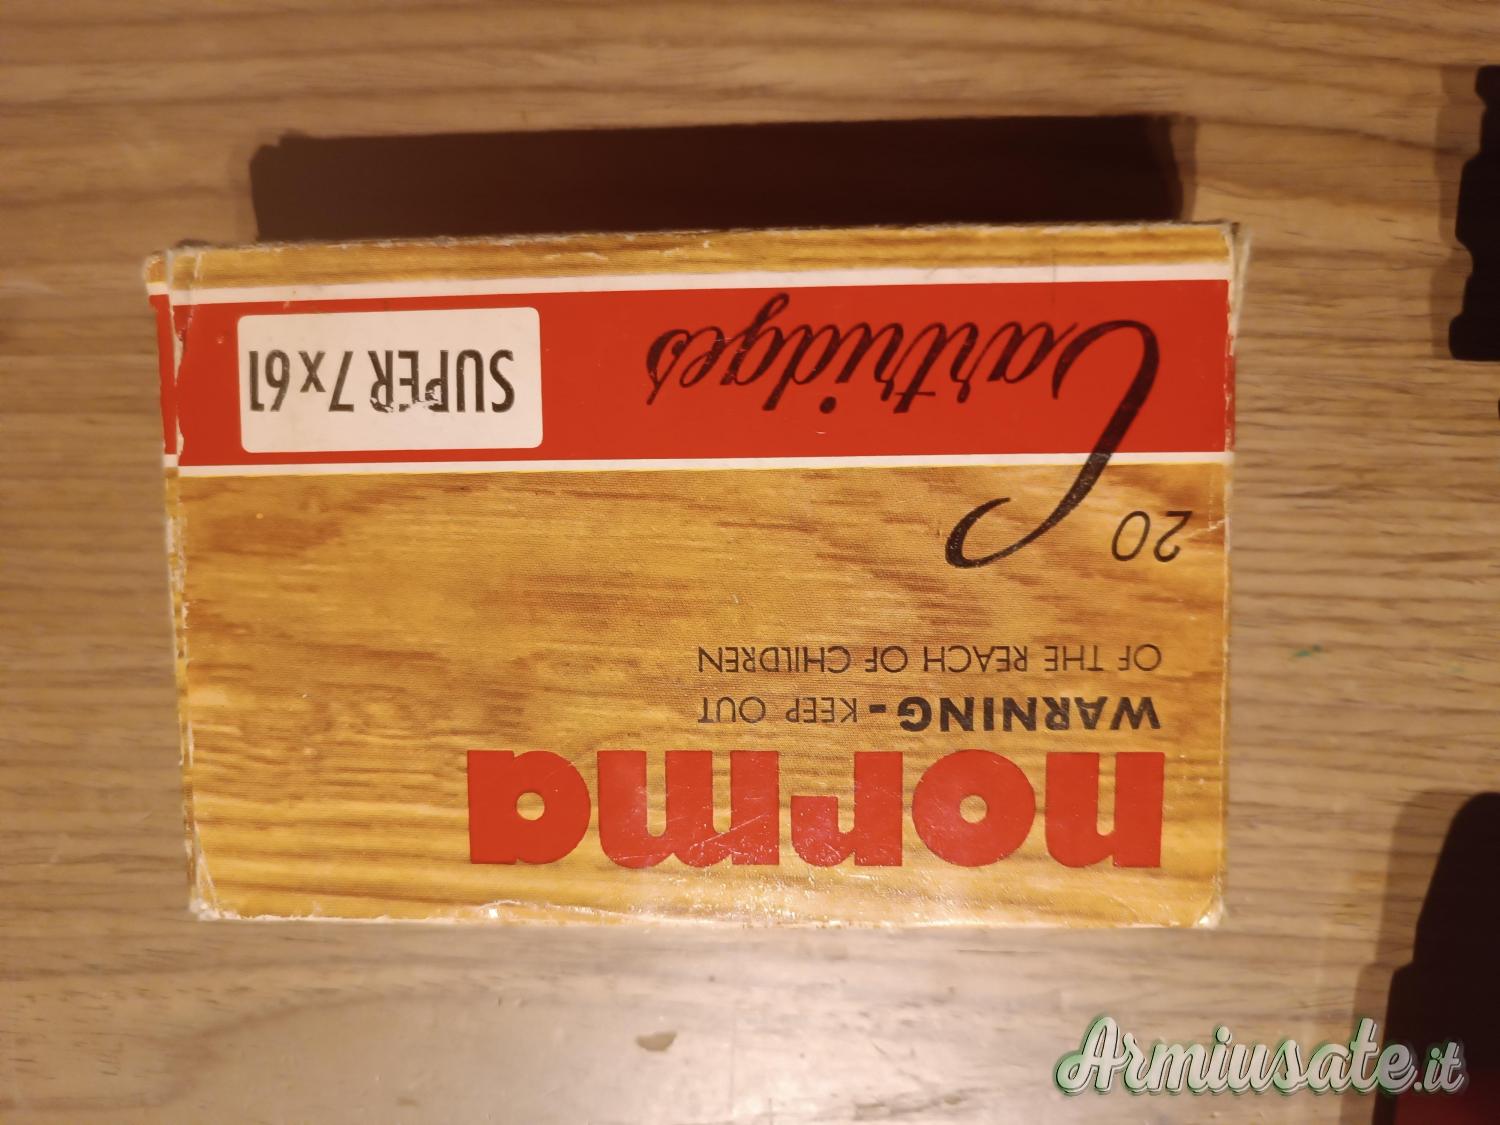 norma
WARNING - KEEP OUT
OF THE REACH OF CHILDREN
20
Cartridges
SUPER 7x61
Armiusate.it